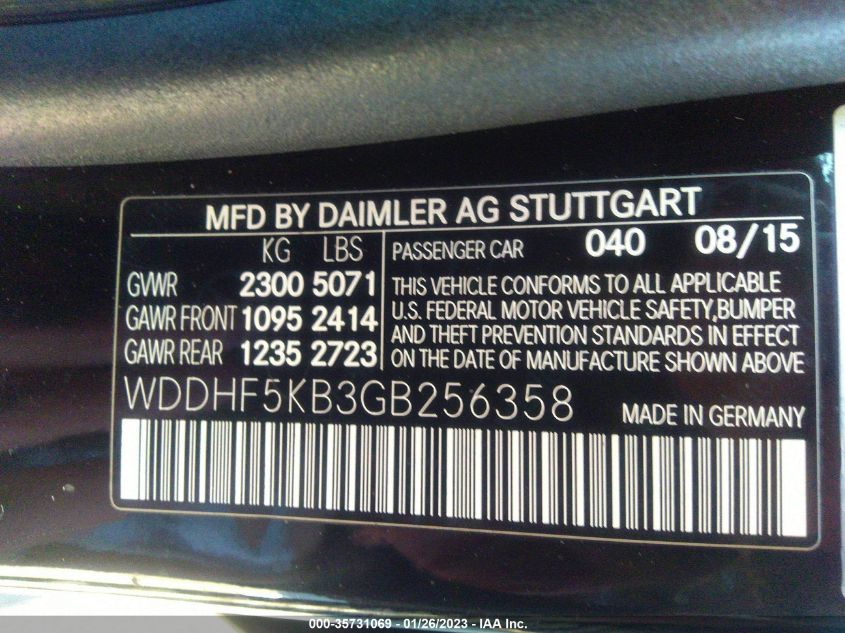 MFD BY DAIMLER AG STUTTGART
KG LBS
GVWR 2300 5071
GAWR FRONT 1095 2414
GAWR REAR 1235 2723
PASSENGER CAR 040 08/15
THIS VEHICLE CONFORMS TO ALL APPLICABLE
U.S. FEDERAL MOTOR VEHICLE SAFETY,BUMPER
AND THEFT PREVENTION STANDARDS IN EFFECT
ON THE DATE OF MANUFACTURE SHOWN ABOVE
WDDHF5KB3GB256358
MADE IN GERMANY
000-35731069 - 01/26/2023 - IAA Inc.